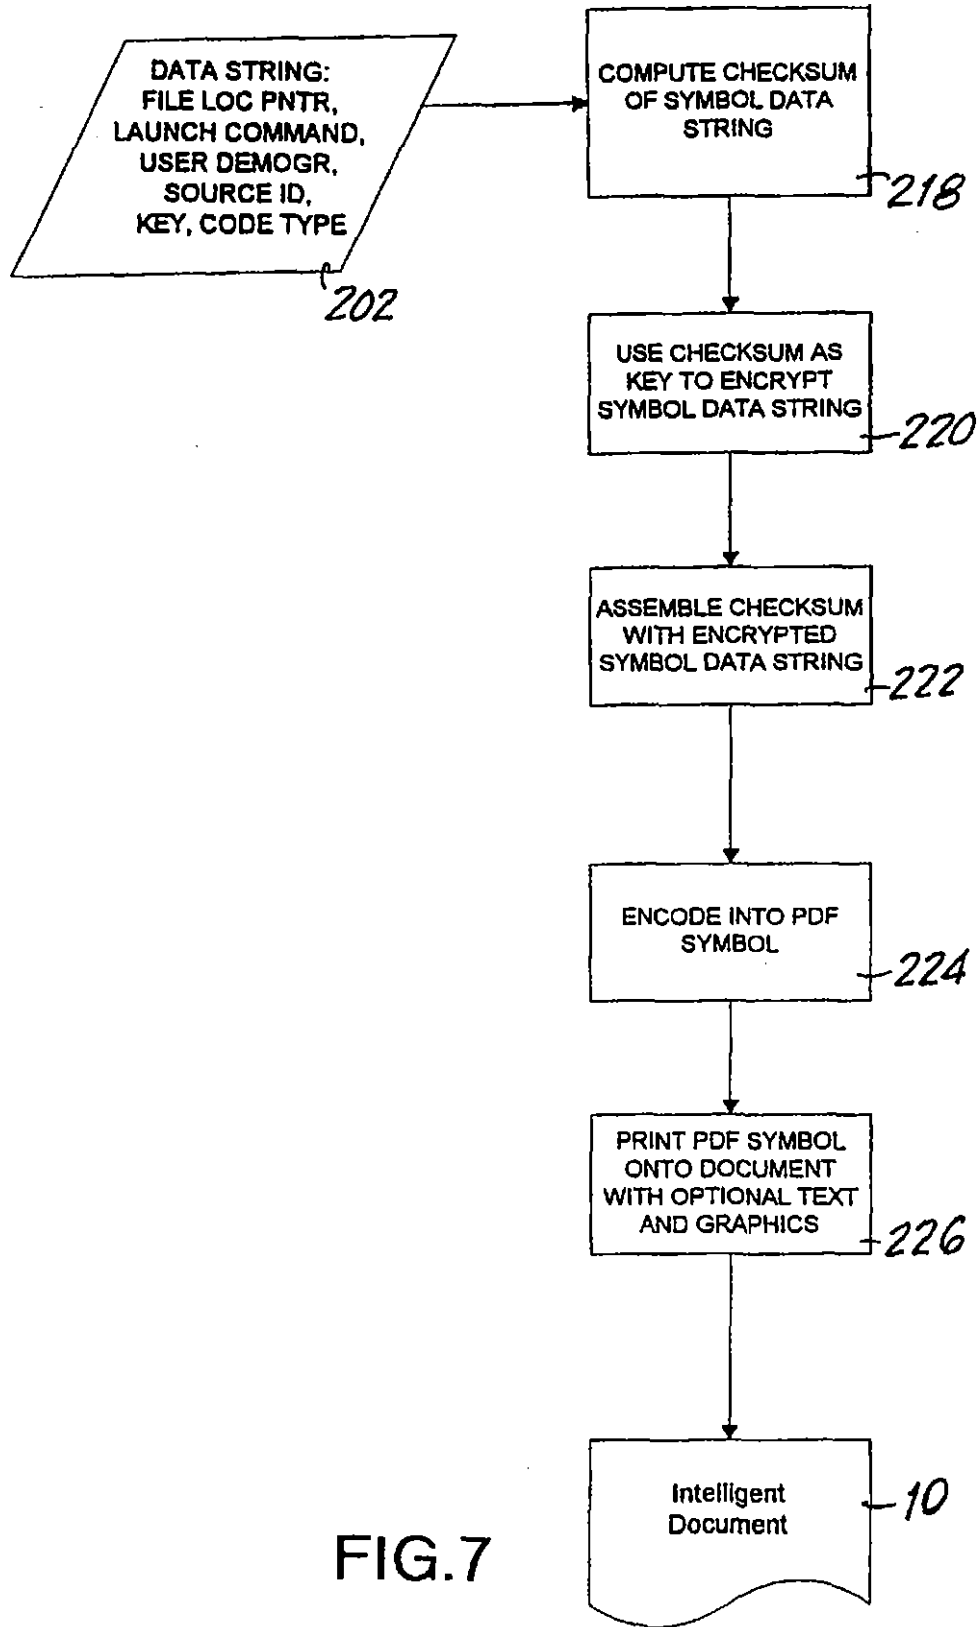 DATA STRING:
FILE LOC PNTR,
LAUNCH COMMAND,
USER DEMOGR,
SOURCE ID,
KEY, CODE TYPE
202
COMPUTE CHECKSUM
OF SYMBOL DATA
STRING
218
USE CHECKSUM AS
KEY TO ENCRYPT
SYMBOL DATA STRING
220
ASSEMBLE CHECKSUM
WITH ENCRYPTED
SYMBOL DATA STRING
222
ENCODE INTO PDF
SYMBOL
224
PRINT PDF SYMBOL
ONTO DOCUMENT
WITH OPTIONAL TEXT
AND GRAPHICS
226
Intelligent
Document
10
FIG.7